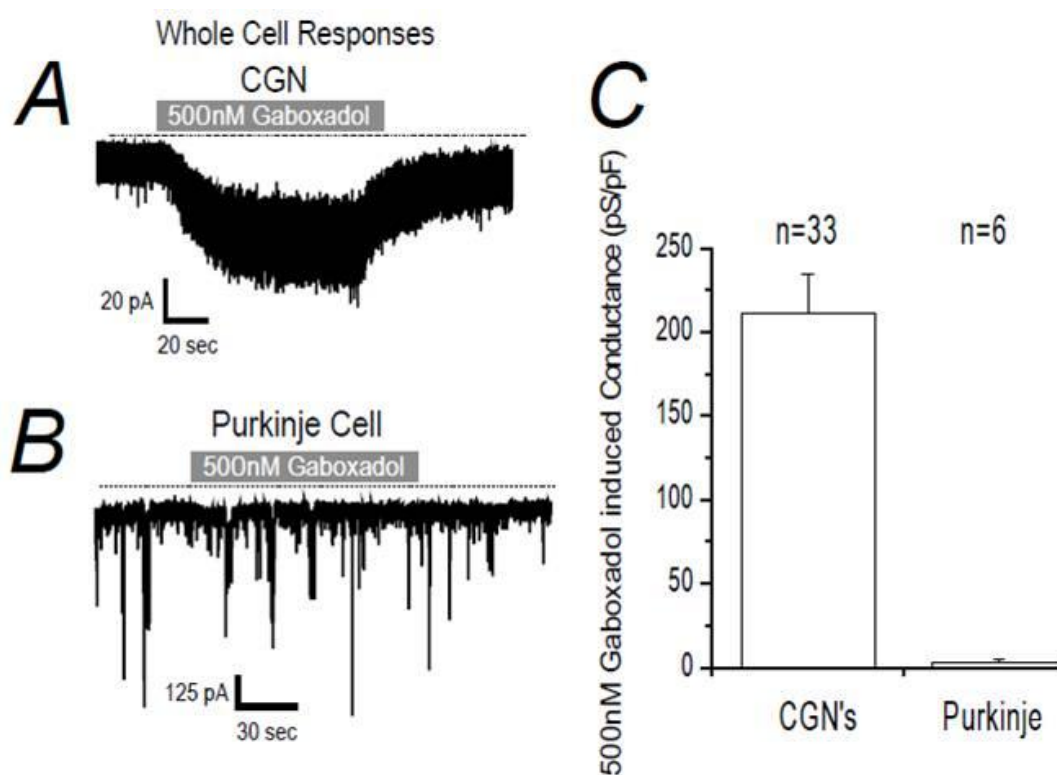 Whole Cell Responses
A
CGN
500nM Gaboxadol
20 pA
20 sec
B
Purkinje Cell
500nM Gaboxadol
125 pA
30 sec
C
500nM Gaboxadol induced Conductance (pS/pF)
n=33 n=6
250
200
150
100
50
0
CGN's Purkinje